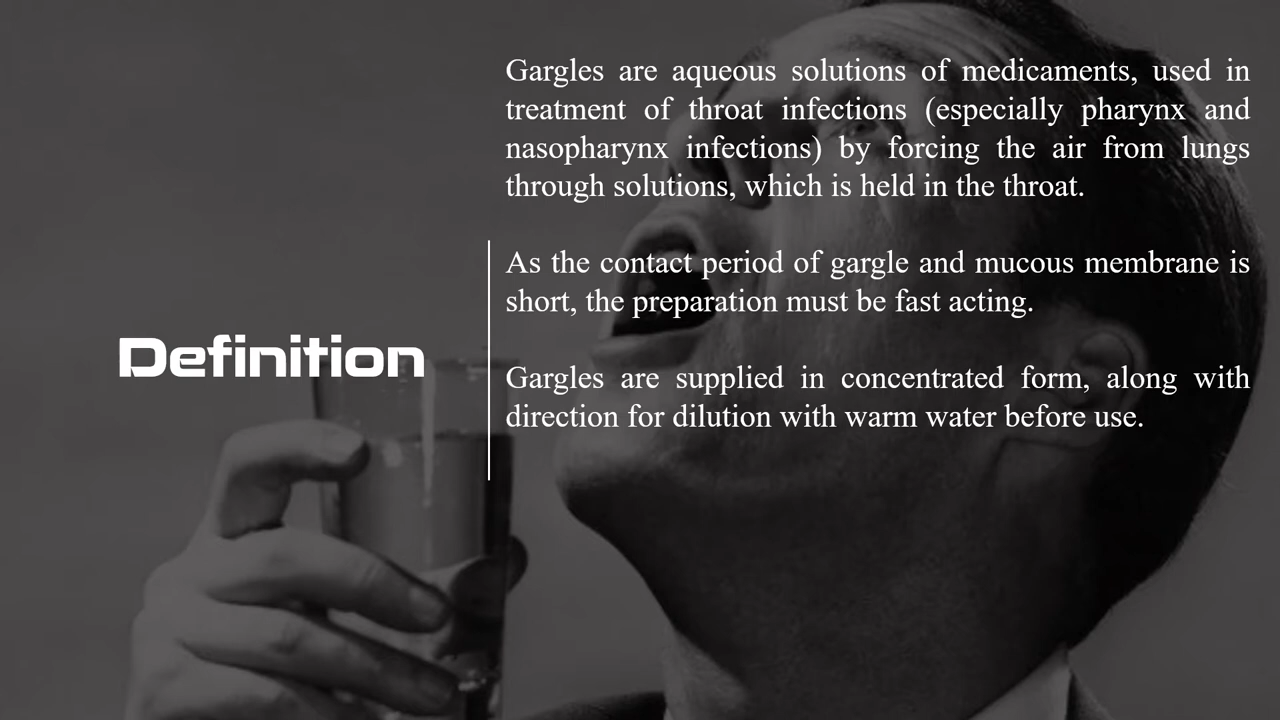 Definition
Gargles are aqueous solutions of medicaments, used in
treatment of throat infections (especially pharynx and
nasopharynx infections) by forcing the air from lungs
through solutions, which is held in the throat.
As the contact period of gargle and mucous membrane is
short, the preparation must be fast acting.
Gargles are supplied in concentrated form, along with
direction for dilution with warm water before use.